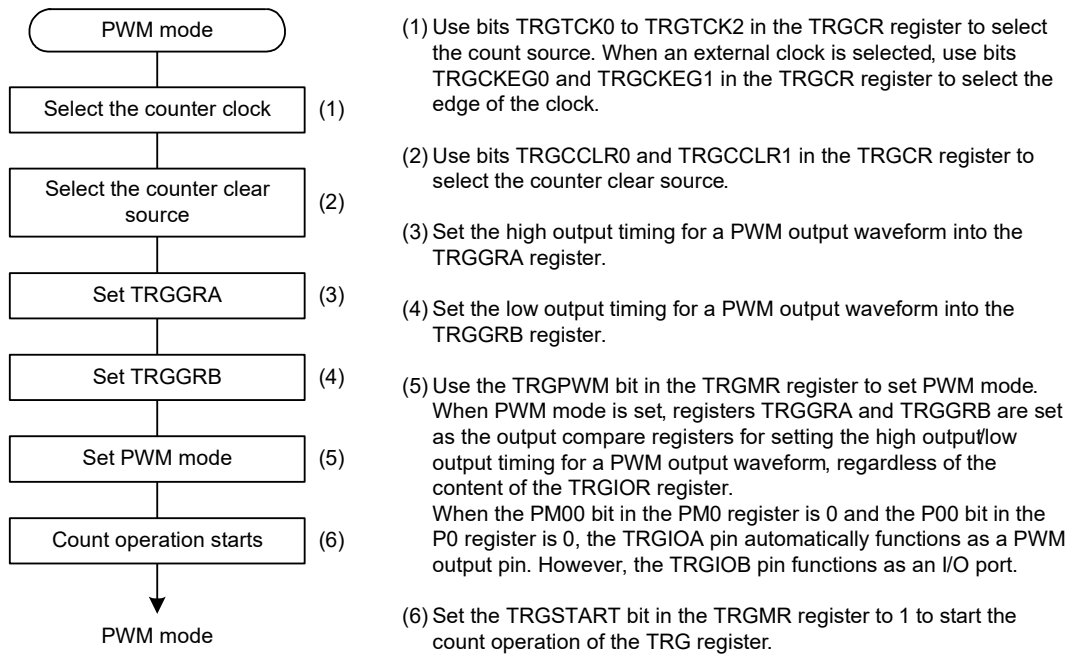 PWM mode
Select the counter clock
(1)
Select the counter clear
source
(2)
Set TRGGRA
(3)
Set TRGGRB
(4)
Set PWM mode
(5)
Count operation starts
(6)
PWM mode
(1) Use bits TRGTCK0 to TRGTCK2 in the TRGCR register to select
the count source. When an external clock is selected, use bits
TRGCKEG0 and TRGCKEG1 in the TRGCR register to select the
edge of the clock.
(2) Use bits TRGCCLR0 and TRGCCLR1 in the TRGCR register to
select the counter clear source.
(3) Set the high output timing for a PWM output waveform into the
TRGGRA register.
(4) Set the low output timing for a PWM output waveform into the
TRGGRB register.
(5) Use the TRGPWM bit in the TRGMR register to set PWM mode.
When PWM mode is set, registers TRGGRA and TRGGRB are set
as the output compare registers for setting the high output/low
output timing for a PWM output waveform, regardless of the
content of the TRGIOR register.
When the PM00 bit in the PM0 register is 0 and the P00 bit in the
P0 register is 0, the TRGIOA pin automatically functions as a PWM
output pin. However, the TRGIOB pin functions as an I/O port.
(6) Set the TRGSTART bit in the TRGMR register to 1 to start the
count operation of the TRG register.